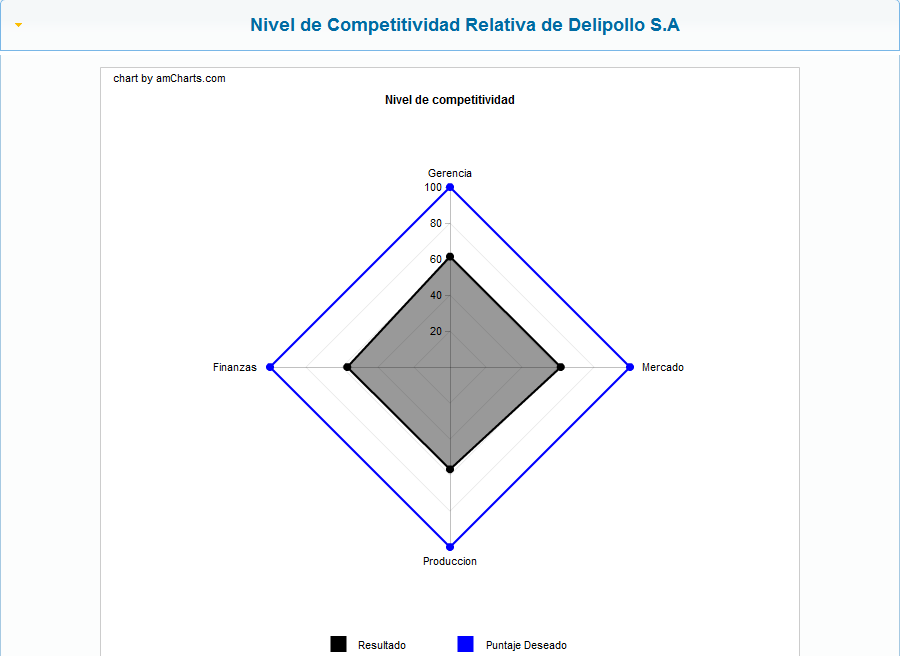 Nivel de Competitividad Relativa de Delipollo S.A
chart by amCharts.com
Nivel de competitividad
Gerencia
100
80
60
40
20
Finanzas
Mercado
Produccion
Resultado
Puntaje Deseado